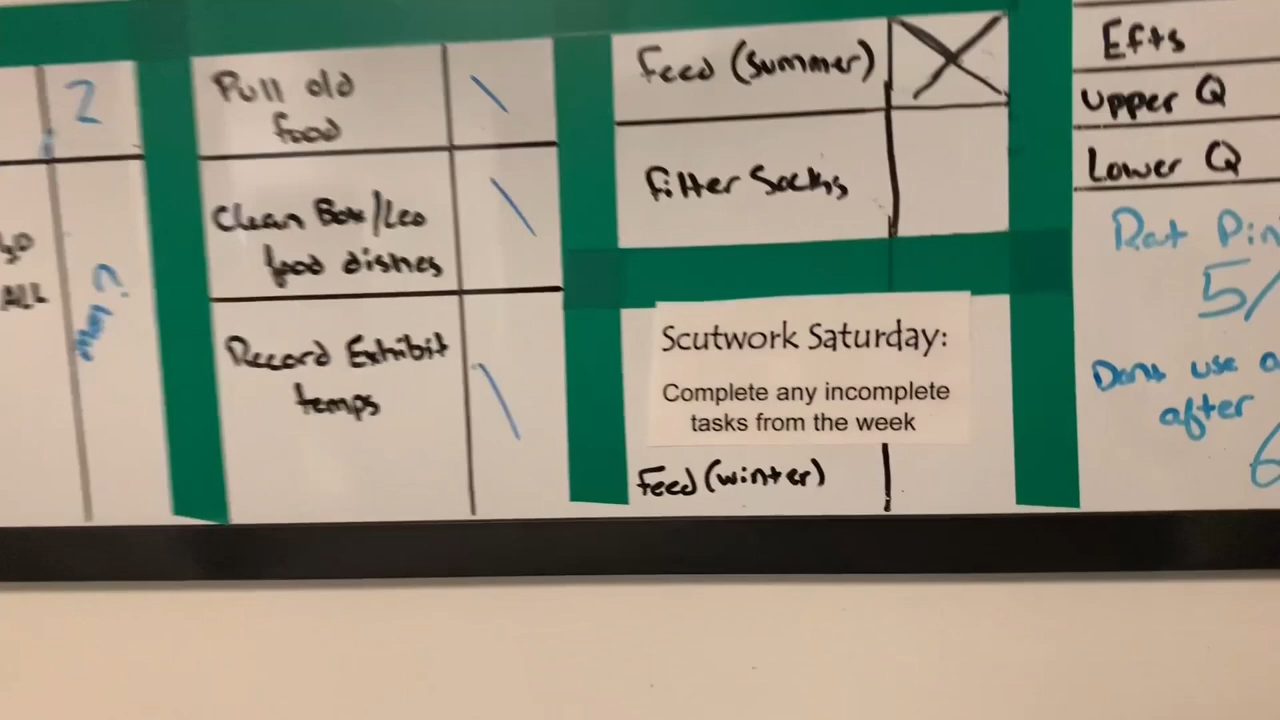 2
ALL
Pull old
food
Clean Box/Leo
food dishes
Record Exhibit
temps
Feed (summer)
Filter Socks
Scutwork Saturday:
Complete any incomplete
tasks from the week
Feed (winter)
Efts
Upper Q
Lower Q
Rat Pin
5/
Dont use a
after
6